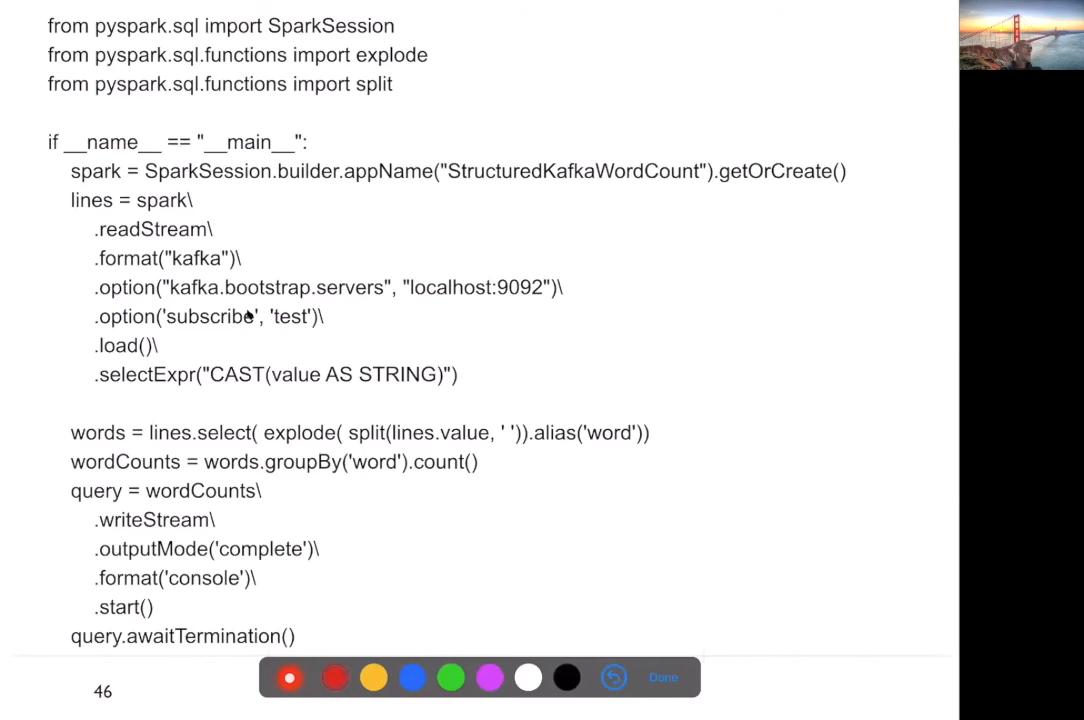 from pyspark.sql import SparkSession
from pyspark.sql.functions import explode
from pyspark.sql.functions import split
if __name__ == "__main__":
spark = SparkSession.builder.appName("StructuredKafkaWordCount").getOrCreate()
lines = spark\
.readStream\
.format("kafka")\
.option("kafka.bootstrap.servers", "localhost:9092")\
.option('subscribe', 'test')\
.load()\
.selectExpr("CAST(value AS STRING)")
words = lines.select( explode( split(lines.value, ' ')).alias('word'))
wordCounts = words.groupBy('word').count()
query = wordCounts\
.writeStream\
.outputMode('complete')\
.format('console')\
.start()
query.awaitTermination()
Done
46